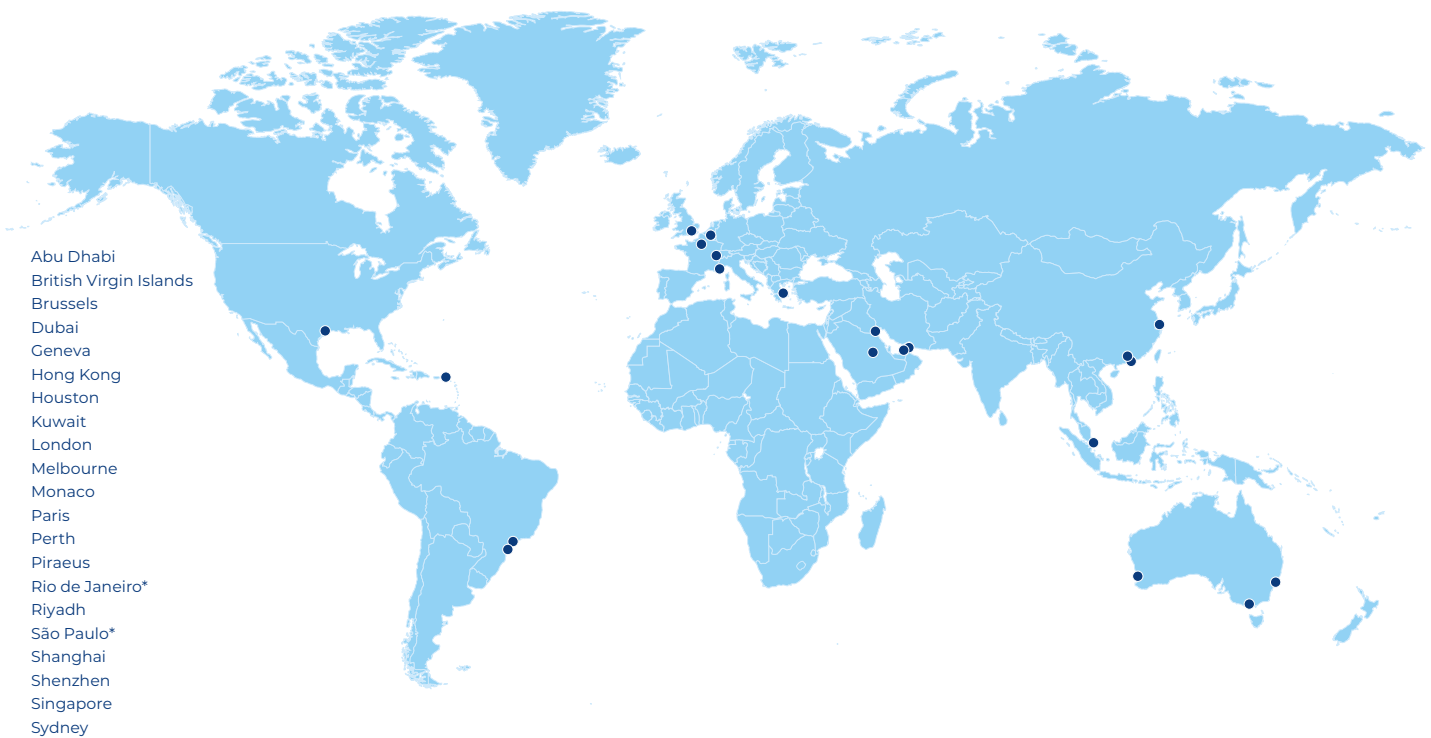 Abu Dhabi
British Virgin Islands
Brussels
Dubai
Geneva
Hong Kong
Houston
Kuwait
London
Melbourne
Monaco
Paris
Perth
Piraeus
Rio de Janeiro*
Riyadh
São Paulo*
Shanghai
Shenzhen
Singapore
Sydney